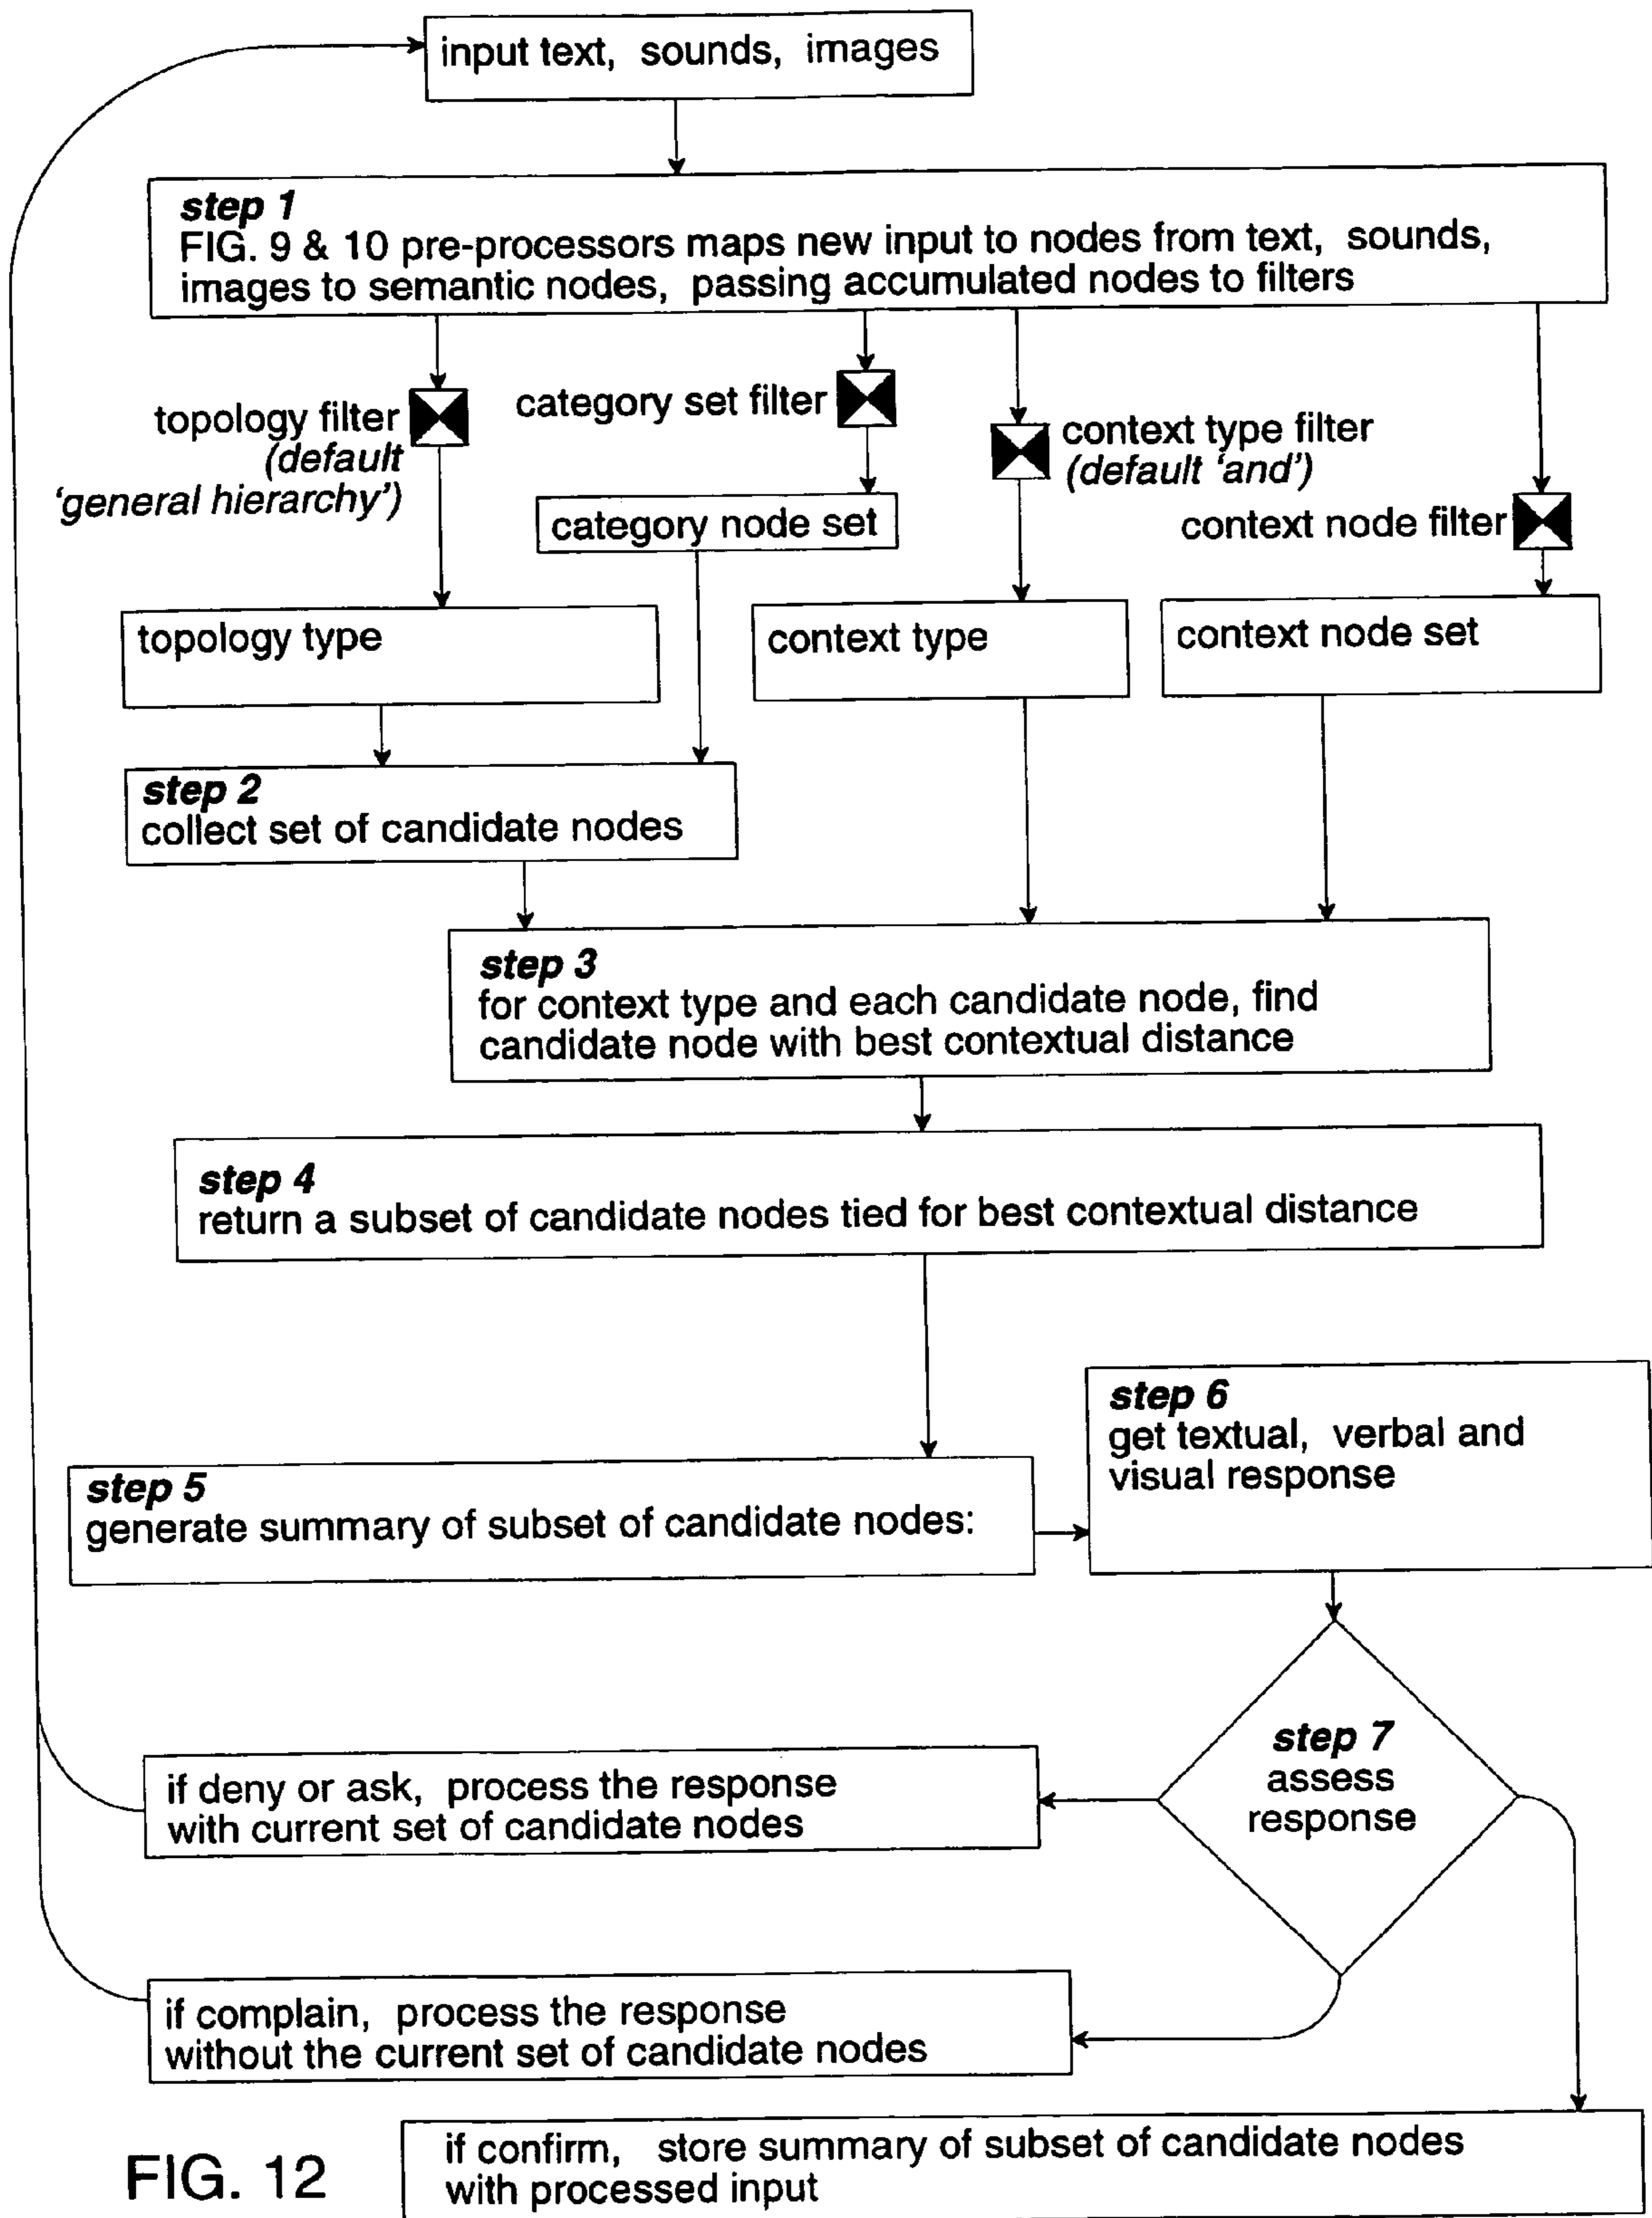 input text, sounds, images
step 1
FIG. 9 & 10 pre-processors maps new input to nodes from text, sounds,
images to semantic nodes, passing accumulated nodes to filters
topology filter
(default
'general hierarchy')
category set filter
category node set
context type filter
(default 'and')
context node filter
topology type
context type
context node set
step 2
collect set of candidate nodes
step 3
for context type and each candidate node, find
candidate node with best contextual distance
step 4
return a subset of candidate nodes tied for best contextual distance
step 5
generate summary of subset of candidate nodes:
step 6
get textual, verbal and
visual response
step 7
assess
response
if deny or ask, process the response
with current set of candidate nodes
if complain, process the response
without the current set of candidate nodes
if confirm, store summary of subset of candidate nodes
with processed input
FIG. 12